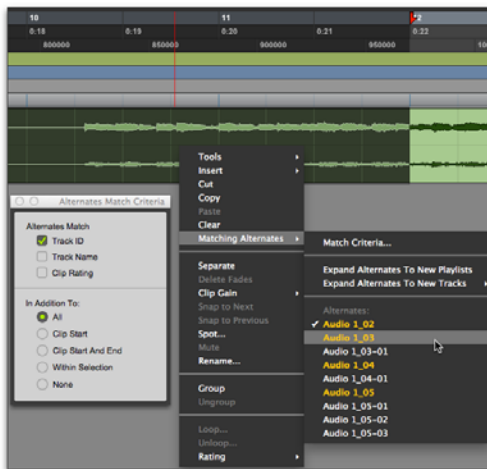 10 11 12
0:18 0:19 0:20 0:21 0:22
800000 850000 900000 950000
Tools
Insert
Cut
Copy
Paste
Clear
Matching Alternates
Separate
Delete Fades
Clip Gain
Snap to Next
Snap to Previous
Spot...
Mute
Rename...
Group
Ungroup
Loop...
Unloop...
Rating
Match Criteria...
Expand Alternates To New Playlists
Expand Alternates To New Tracks
Alternates:
✓ Audio 1_02
Audio 1_03
Audio 1_03-01
Audio 1_04
Audio 1_04-01
Audio 1_05
Audio 1_05-01
Audio 1_05-02
Audio 1_05-03
Alternates Match Criteria
Alternates Match
Track ID
Track Name
Clip Rating
In Addition To:
All
Clip Start
Clip Start And End
Within Selection
None